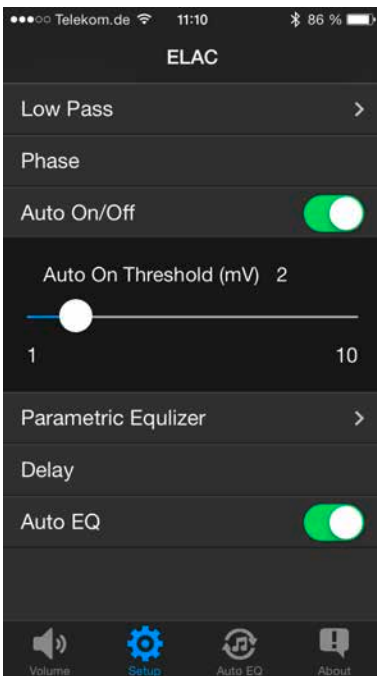 Telekom.de 11:10 86 %
ELAC
Low Pass
Phase
Auto On/Off
Auto On Threshold (mV) 2
1 10
Parametric Equlizer
Delay
Auto EQ
Volume Setup Auto EQ About